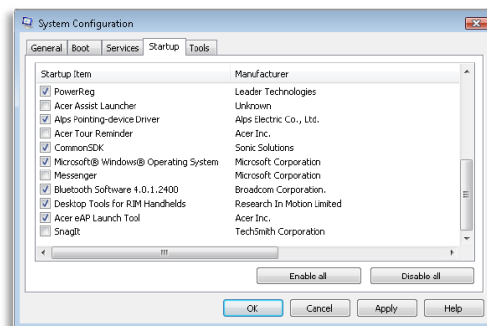 System Configuration
General Boot Services Startup Tools
Startup Item Manufacturer
PowerReg Leader Technologies
Acer Assist Launcher Unknown
Alps Pointing-device Driver Alps Electric Co., Ltd.
Acer Tour Reminder Acer Inc.
CommonSDK Sonic Solutions
Microsoft® Windows® Operating System Microsoft Corporation
Messenger Microsoft Corporation
Bluetooth Software 4.0.1.2400 Broadcom Corporation.
Desktop Tools for RIM Handhelds Research In Motion Limited
Acer eAP Launch Tool Acer Inc.
SnagIt TechSmith Corporation
Enable all Disable all
OK Cancel Apply Help